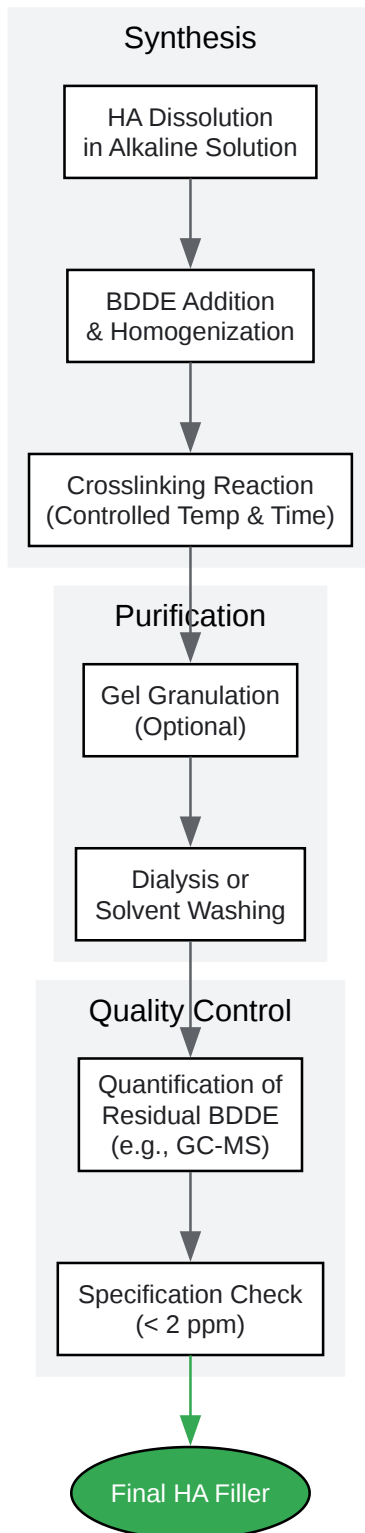 Synthesis
HA Dissolution
in Alkaline Solution
BDDE Addition
& Homogenization
Crosslinking Reaction
(Controlled Temp & Time)
Purification
Gel Granulation
(Optional)
Dialysis or
Solvent Washing
Quality Control
Quantification of
Residual BDDE
(e.g., GC-MS)
Specification Check
(< 2 ppm)
Final HA Filler